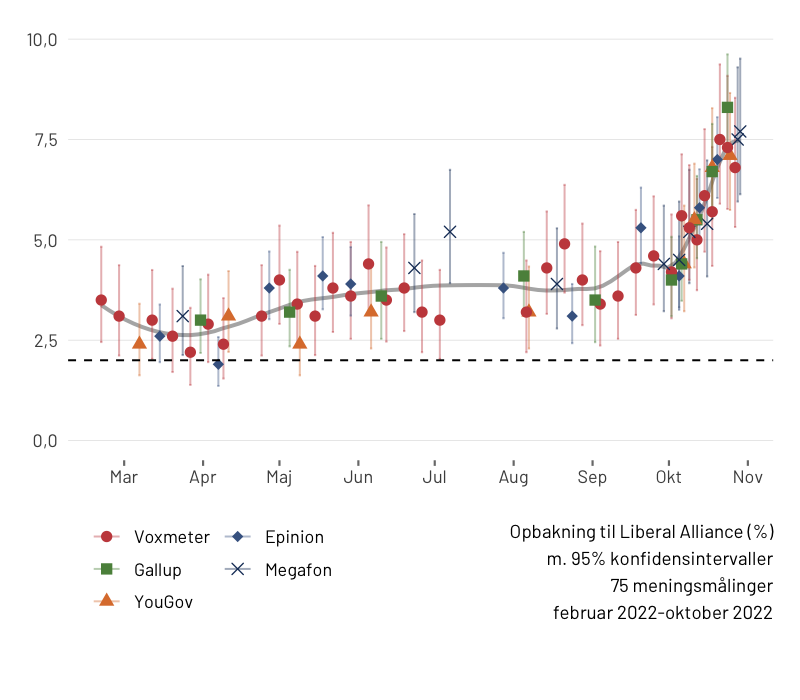 10,0
7,5
5,0
2,5
0,0
Mar Apr Maj Jun Jul Aug Sep Okt Nov
Voxmeter Epinion
Gallup Megafon
YouGov
Opbakning til Liberal Alliance (%)
m. 95% konfidensintervaller
75 meningsmålinger
februar 2022-oktober 2022